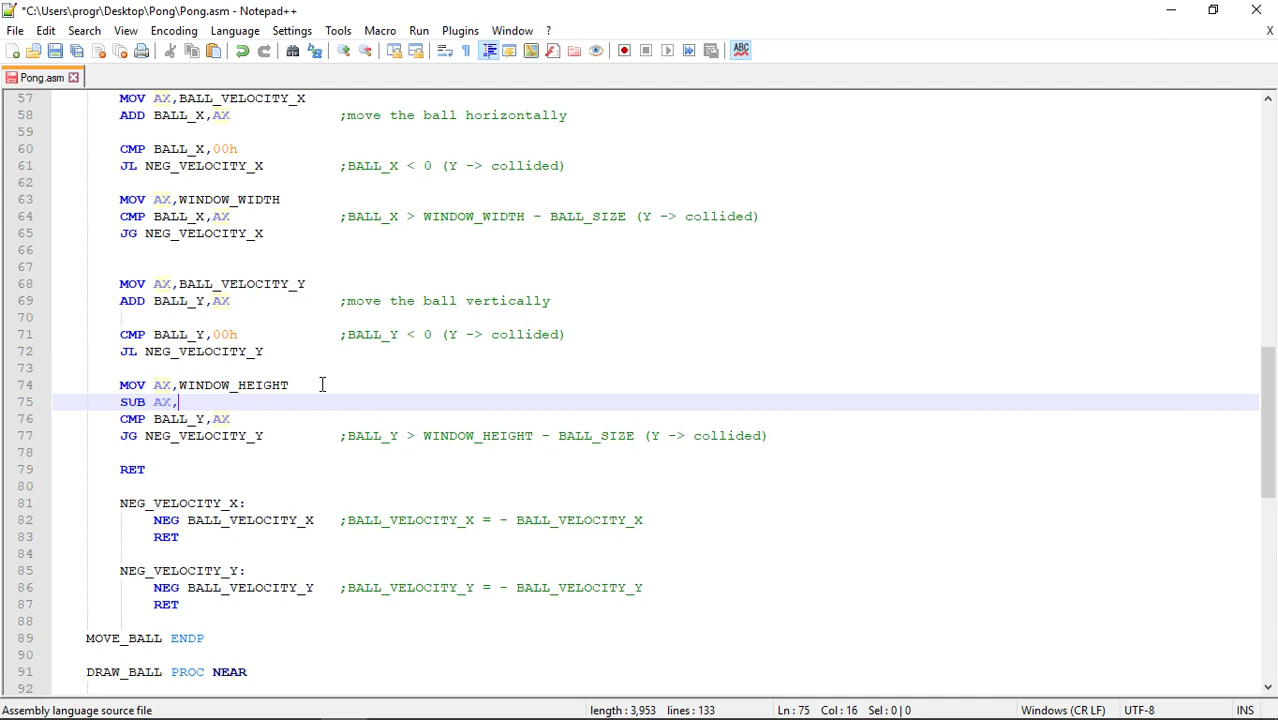 *C:\Users\progr\Desktop\Pong\Pong.asm - Notepad++
File Edit Search View Encoding Language Settings Tools Macro Run Plugins Window ? X
ABC
Pong.asm
57 MOV AX,BALL_VELOCITY_X
58 ADD BALL_X,AX ;move the ball horizontally
59
60 CMP BALL_X,00h
61 JL NEG_VELOCITY_X ;BALL_X < 0 (Y -> collided)
62
63 MOV AX,WINDOW_WIDTH
64 CMP BALL_X,AX ;BALL_X > WINDOW_WIDTH - BALL_SIZE (Y -> collided)
65 JG NEG_VELOCITY_X
66
67
68 MOV AX,BALL_VELOCITY_Y
69 ADD BALL_Y,AX ;move the ball vertically
70
71 CMP BALL_Y,00h ;BALL_Y < 0 (Y -> collided)
72 JL NEG_VELOCITY_Y
73
74 MOV AX,WINDOW_HEIGHT
75 SUB AX,
76 CMP BALL_Y,AX
77 JG NEG_VELOCITY_Y ;BALL_Y > WINDOW_HEIGHT - BALL_SIZE (Y -> collided)
78
79 RET
80
81 NEG_VELOCITY_X:
82 NEG BALL_VELOCITY_X ;BALL_VELOCITY_X = - BALL_VELOCITY_X
83 RET
84
85 NEG_VELOCITY_Y:
86 NEG BALL_VELOCITY_Y ;BALL_VELOCITY_Y = - BALL_VELOCITY_Y
87 RET
88
89 MOVE_BALL ENDP
90
91 DRAW_BALL PROC NEAR
92
Assembly language source file length : 3,953 lines : 133 Ln : 75 Col : 16 Sel : 0 | 0 Windows (CR LF) UTF-8 INS